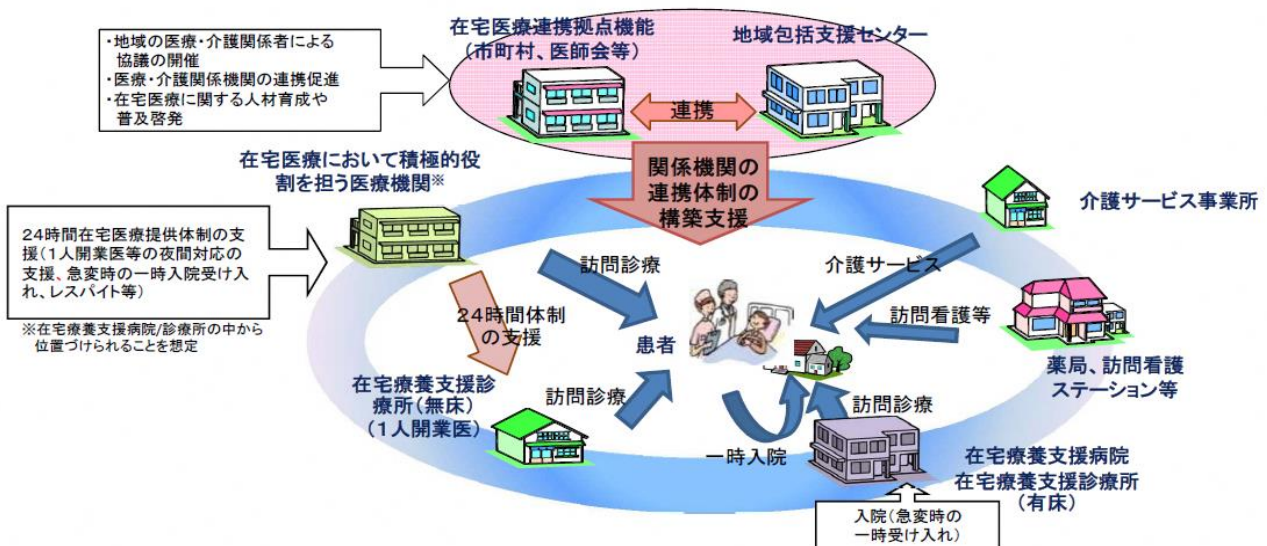 在宅医療連携拠点機能
(市町村、医師会等)
地域包括支援センター
・地域の医療・介護関係者による
協議の開催
・医療・介護関係機関の連携促進
・在宅医療に関する人材育成や
普及啓発
連携
在宅医療において積極的役
割を担う医療機関※
関係機関の
連携体制の
構築支援
介護サービス事業所
24時間在宅医療提供体制の支
援(1人開業医等の夜間対応の
支援、急変時の一時入院受け入
れ、レスパイト等)
※在宅療養支援病院/診療所の中から
位置づけられることを想定
訪問診療
介護サービス
24時間体制
の支援
患者
訪問看護等
薬局、訪問看護
ステーション等
在宅療養支援診
療所(無床)
(1人開業医)
訪問診療
訪問診療
一時入院
在宅療養支援病院
在宅療養支援診療所
(有床)
入院(急変時の
一時受け入れ)